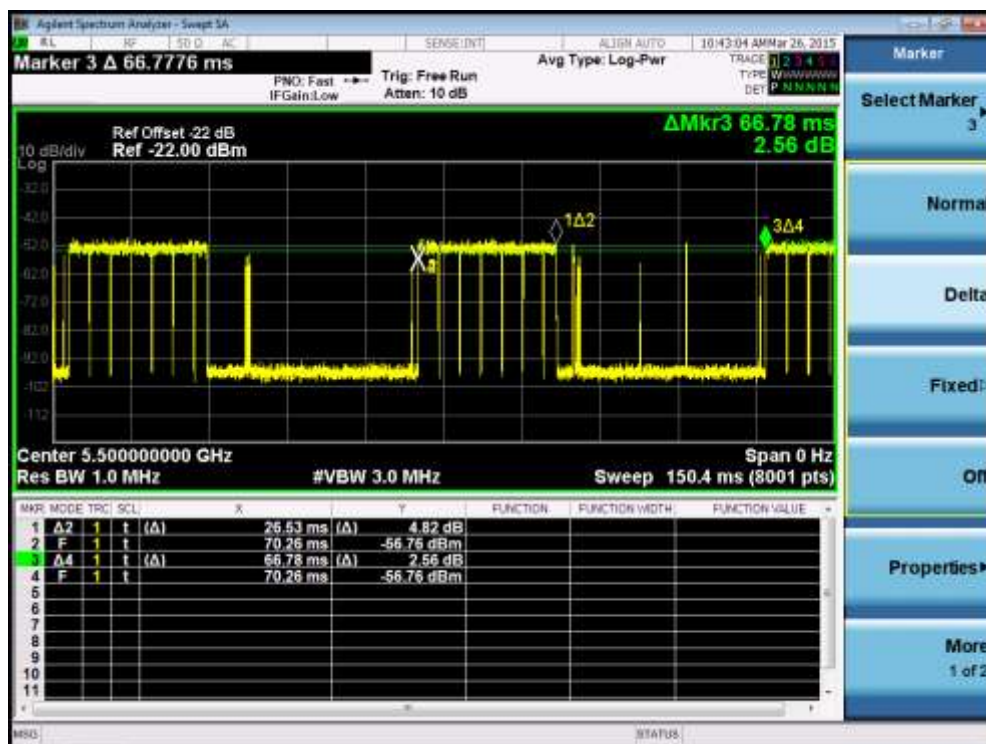 Agilent Spectrum Analyzer - Swept SA
RL RF 50 Ω AC SENSE:INT ALIGN AUTO 10:43:04 AM Mar 26, 2015
Marker 3 Δ 66.7776 ms
PNO: Fast
IFGain:Low
Trig: Free Run
Atten: 10 dB
Avg Type: Log-Pwr
TRACE 1 2 3 4 5 6
TYPE W W W W W W
DET P N N N N N
Ref Offset -22 dB
10 dB/div Ref -22.00 dBm
Log
ΔMkr3 66.78 ms
2.56 dB
-32.0
-42.0
-52.0
-62.0
-72.0
-82.0
-92.0
-102
-112
1Δ2
3Δ4
Center 5.500000000 GHz Span 0 Hz
Res BW 1.0 MHz #VBW 3.0 MHz Sweep 150.4 ms (8001 pts)
MKR MODE TRC SCL X Y FUNCTION FUNCTION WIDTH FUNCTION VALUE
1 Δ2 1 t (Δ) 26.53 ms (Δ) 4.82 dB
2 F 1 t 70.26 ms -56.76 dBm
3 Δ4 1 t (Δ) 66.78 ms (Δ) 2.56 dB
4 F 1 t 70.26 ms -56.76 dBm
5
6
7
8
9
10
11
MSG STATUS
Marker
Select Marker
3
Normal
Delta
Fixed
Off
Properties
More
1 of 2